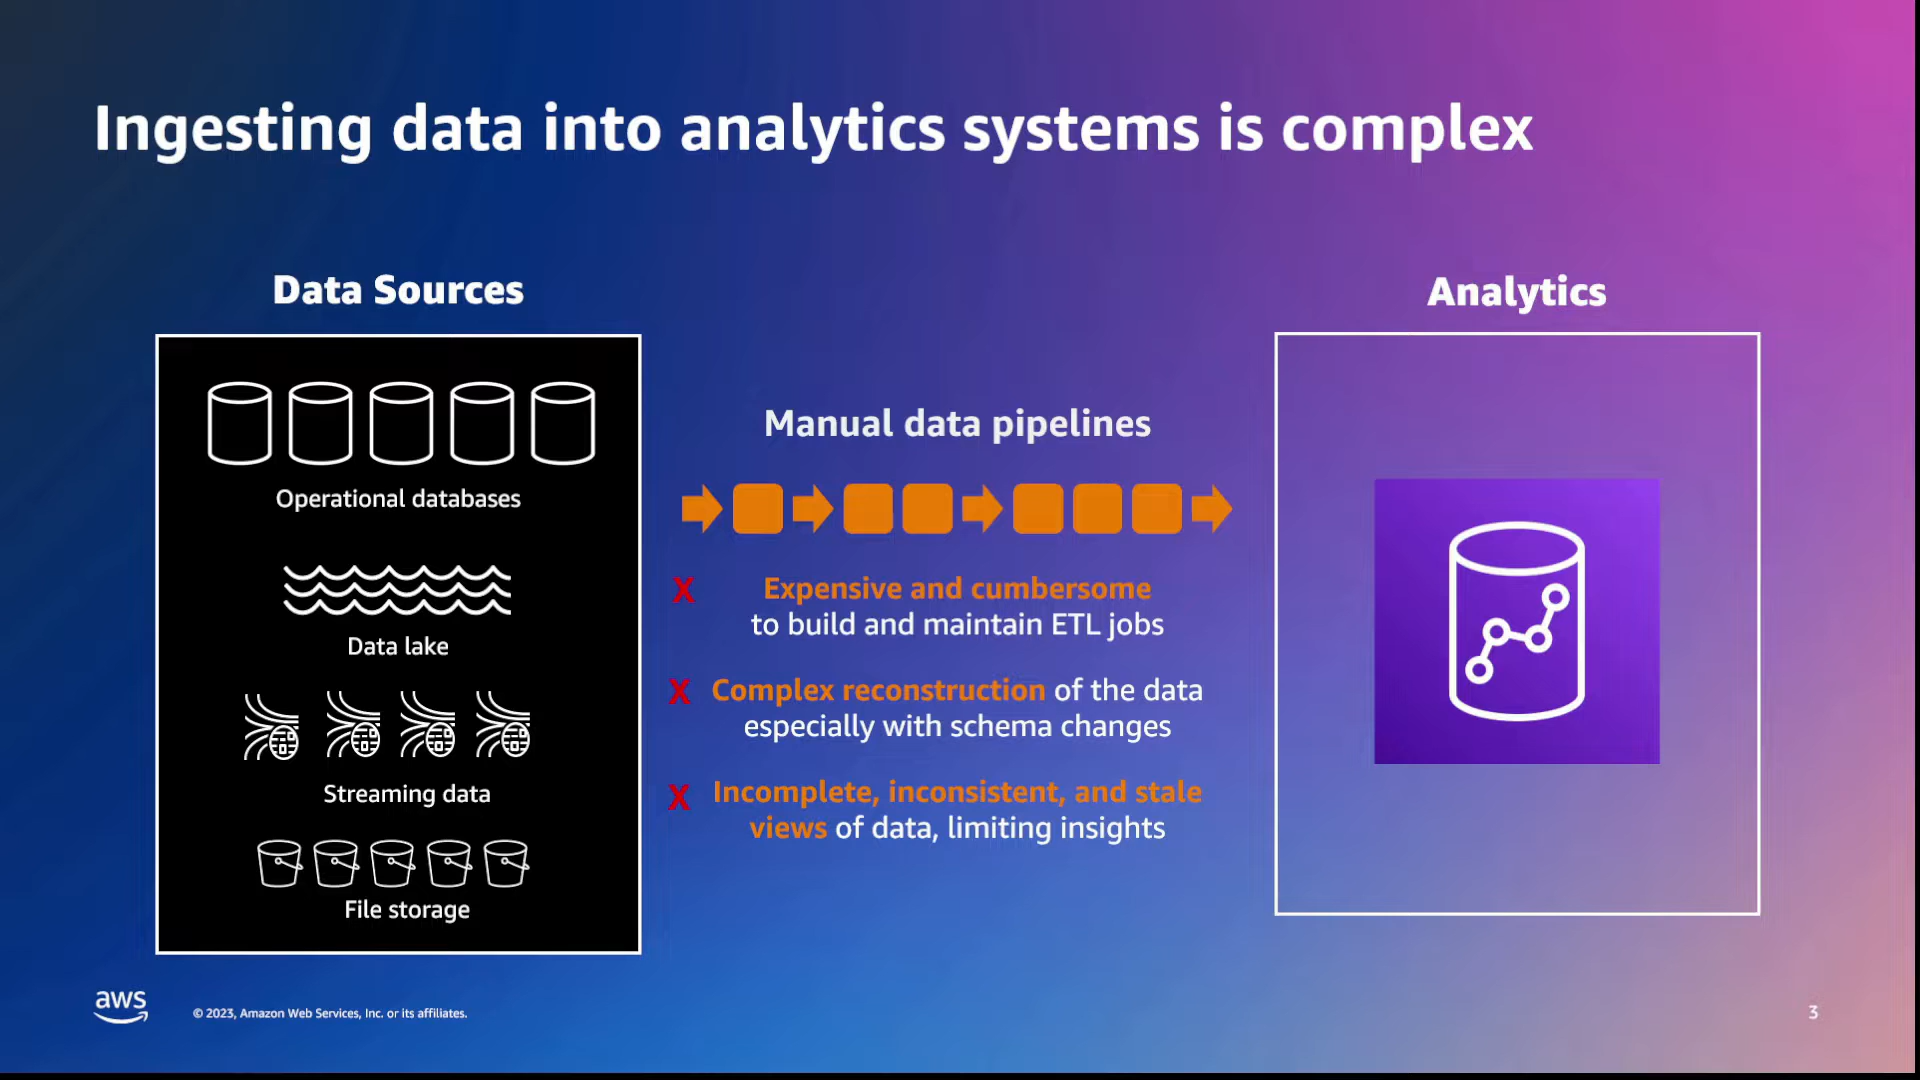 Ingesting data into analytics systems is complex
Data Sources
Operational databases
Data lake
Streaming data
File storage
Manual data pipelines
X Expensive and cumbersome
to build and maintain ETL jobs
X Complex reconstruction of the data
especially with schema changes
X Incomplete, inconsistent, and stale
views of data, limiting insights
Analytics
aws
© 2023, Amazon Web Services, Inc. or its affiliates.
3